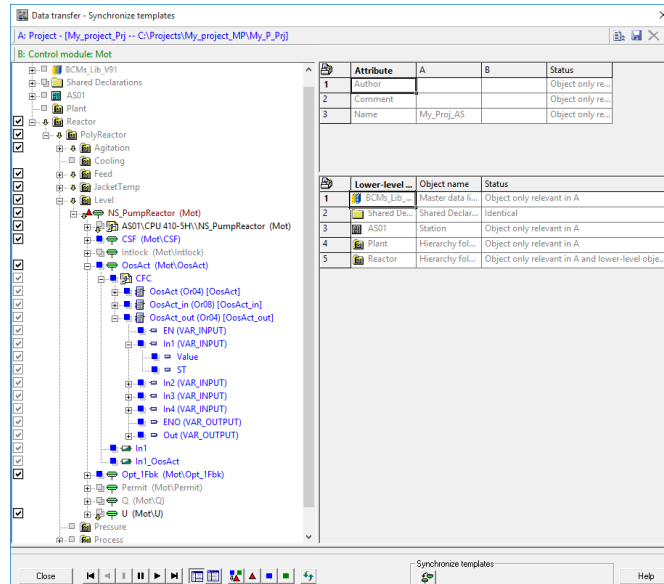 Data transfer - Synchronize templates
A: Project - [My_project_Prj -- C:\Projects\My_project_MP\My_P_Prj]
B: Control module: Mot
BCMs_Lib_V91
Shared Declarations
AS01
Plant
Reactor
PolyReactor
Agitation
Cooling
Feed
JacketTemp
Level
NS_PumpReactor (Mot)
AS01\CPU 410-5H\\NS_PumpReactor (Mot)
CSF (Mot\CSF)
Intlock (Mot\Intlock)
OosAct (Mot\OosAct)
CFC
OosAct (Or04) [OosAct]
OosAct_in (Or08) [OosAct_in]
OosAct_out (Or04) [OosAct_out]
EN (VAR_INPUT)
In1 (VAR_INPUT)
Value
ST
In2 (VAR_INPUT)
In3 (VAR_INPUT)
In4 (VAR_INPUT)
ENO (VAR_OUTPUT)
Out (VAR_OUTPUT)
In1
In1_OosAct
Opt_1Fbk (Mot\Opt_1Fbk)
Permit (Mot\Permit)
Q (Mot\Q)
U (Mot\U)
Pressure
Process
Attribute A B Status
1 Author Object only re...
2 Comment Object only re...
3 Name My_Proj_AS Object only re...
Lower-level ... Object name Status
1 BCMs_Lib_... Master data li... Object only relevant in A
2 Shared De... Shared Declar... Identical
3 AS01 Station Object only relevant in A
4 Plant Hierarchy fol... Object only relevant in A
5 Reactor Hierarchy fol... Object only relevant in A and lower-level obje...
Synchronize templates
Close Help